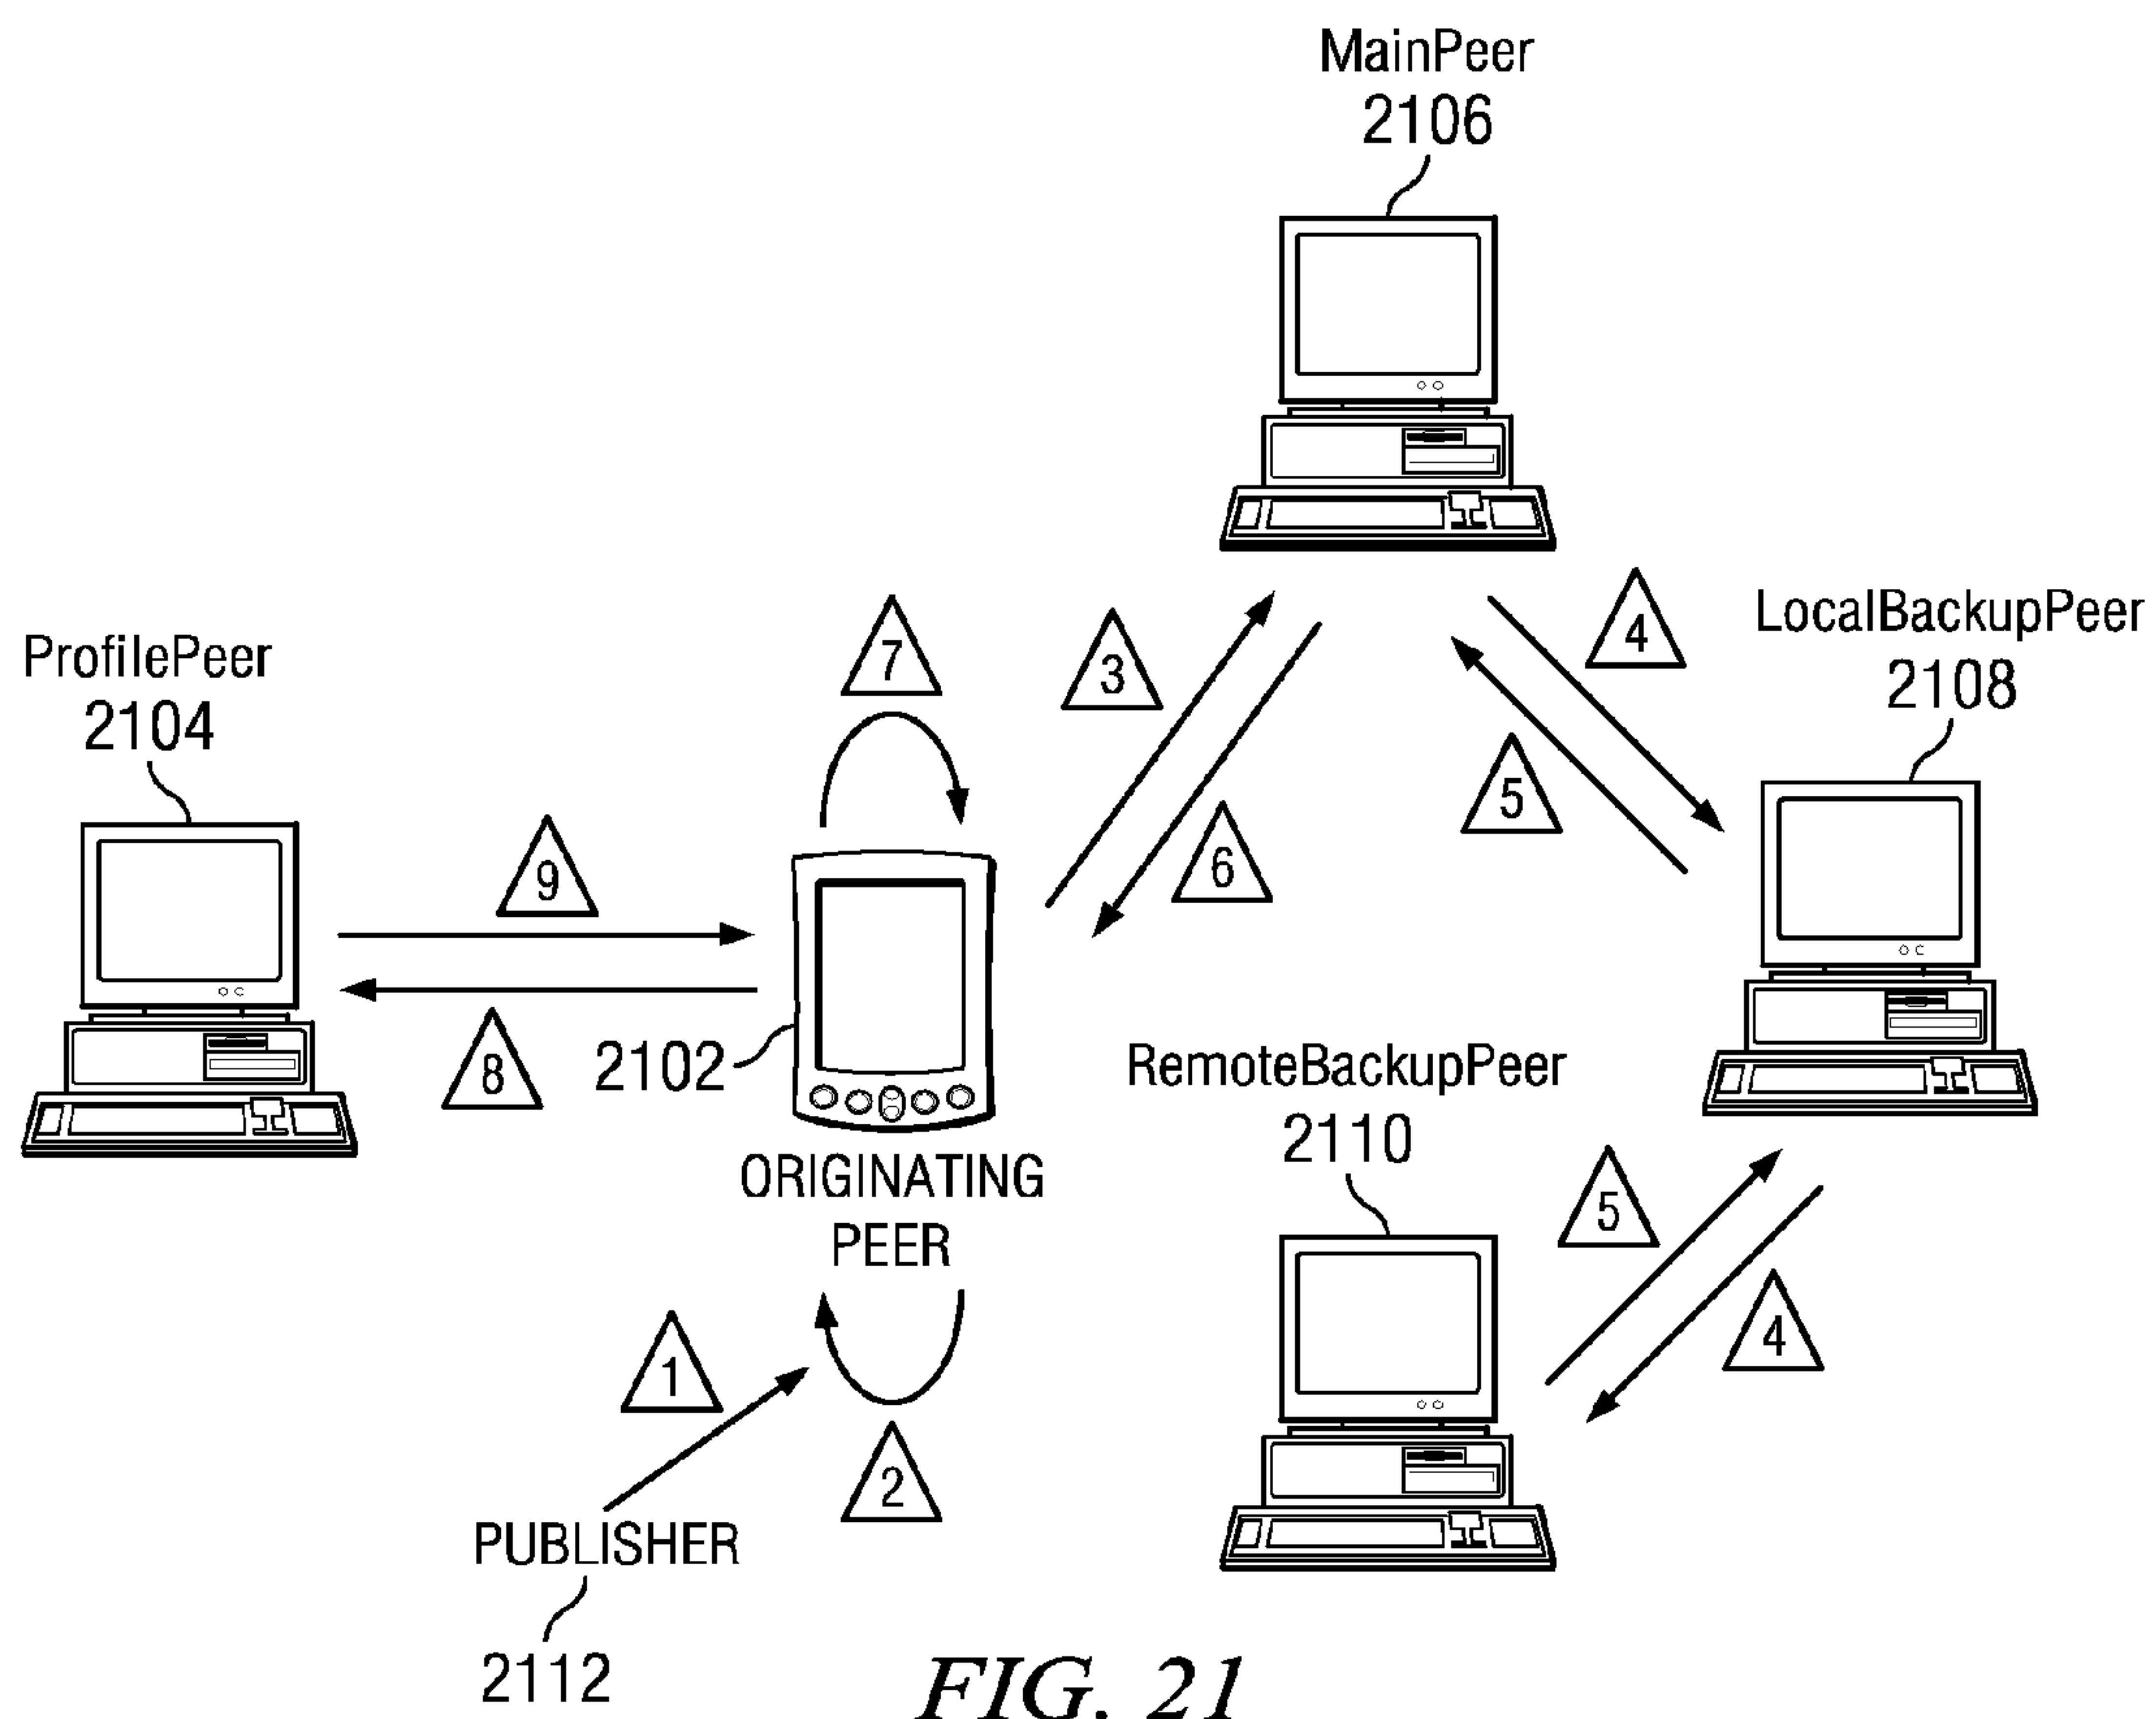 MainPeer
2106
4
LocalBackupPeer
2108
7
3
ProfilePeer
2104
5
6
9
8
2102
RemoteBackupPeer
2110
ORIGINATING
PEER
5
4
1
2
PUBLISHER
2112
FIG. 21